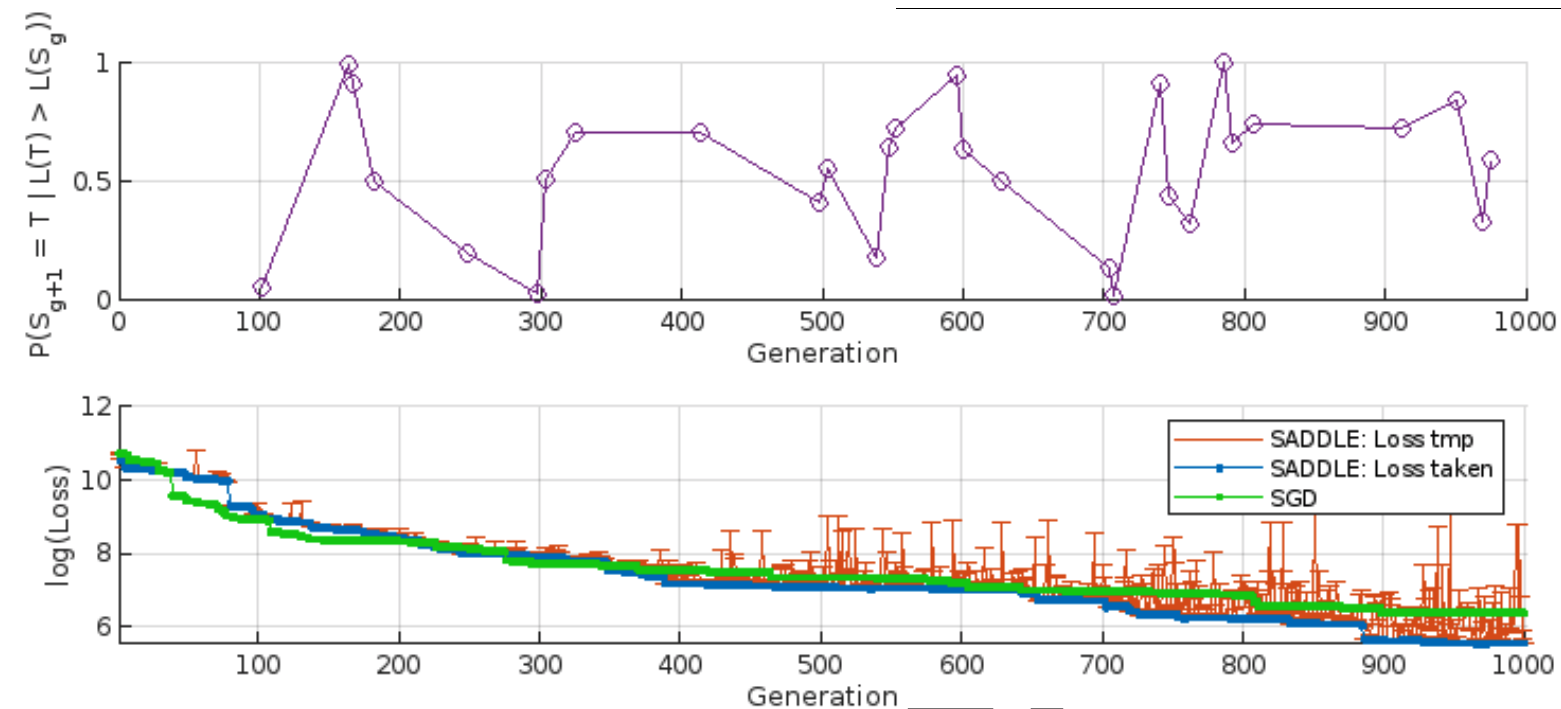 P(S_{g+1} = T | L(T) > L(S_g))
1
0.5
0
0 100 200 300 400 500 600 700 800 900 1000
Generation
log(Loss)
12
10
8
6
SADDLE: Loss tmp
SADDLE: Loss taken
SGD
100 200 300 400 500 600 700 800 900 1000
Generation